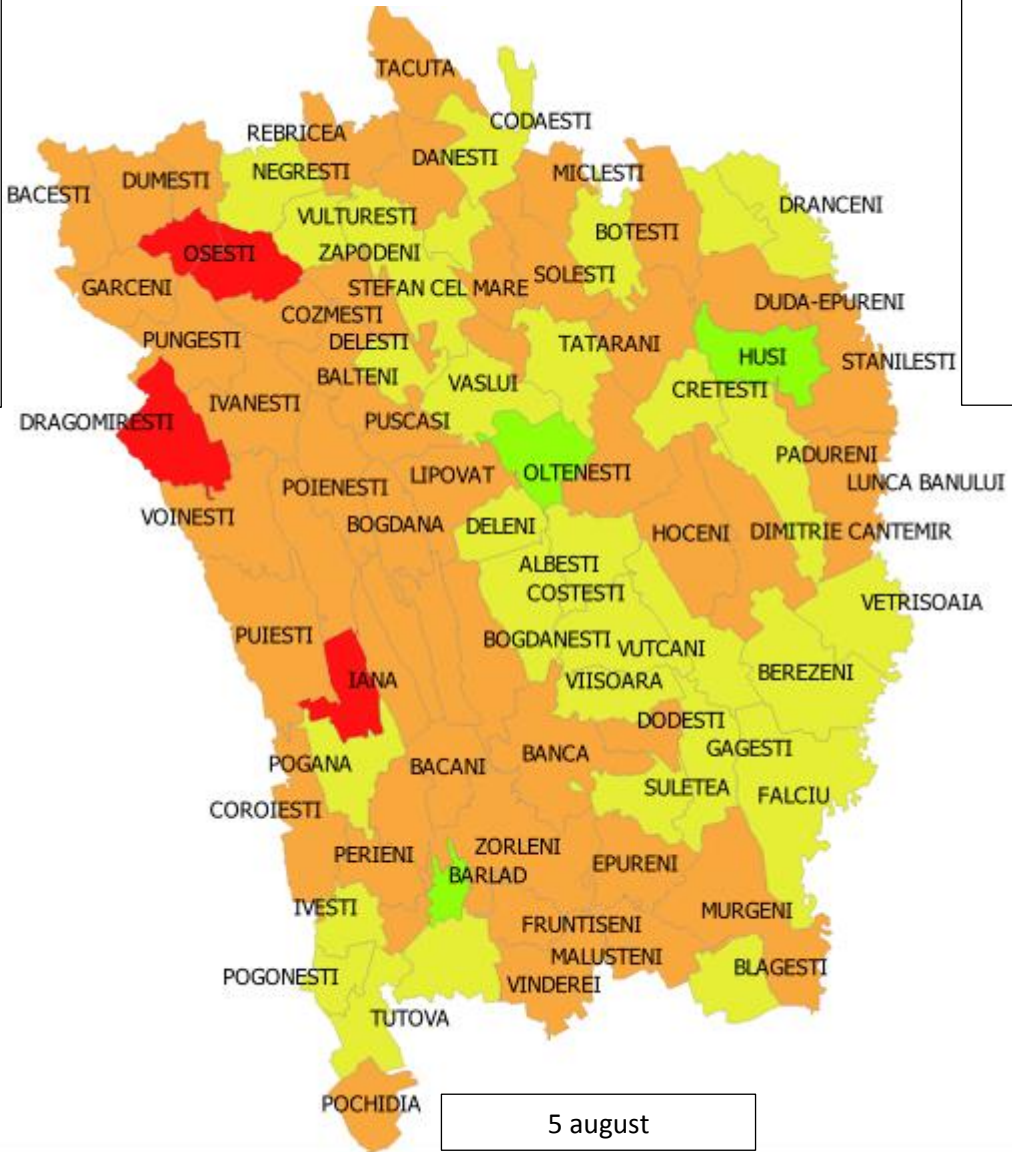 TACUTA
CODAESTI
REBRICEA
DANESTI
NEGRESTI
MICLESTI
DUMESTI
BACESTI
DRANCENI
VULTURESTI
BOTESTI
OSESTI
ZAPODENI
SOLESTI
GARCENI
STEFAN CEL MARE
DUDA-EPURENI
COZMESTI
PUNGESTI
DELESTI
TATARANI
HUSI
STANILESTI
BALTENI
VASLUI
CRETESTI
IVANESTI
DRAGOMIRESTI
PUSCASI
PADURENI
LIPOVAT
OLTENESTI
LUNCA BANULUI
POIENESTI
VOINESTI
BOGDANA
DELENI
HOCENI
DIMITRIE CANTEMIR
ALBESTI
COSTESTI
VETRISOAIA
PUIESTI
BOGDANESTI
VUTCANI
IANA
VIISOARA
BEREZENI
DODESTI
GAGESTI
BANCA
POGANA
BACANI
SULETEA
FALCIU
COROIESTI
ZORLENI
PERIENI
EPURENI
BARLAD
IVESTI
MURGENI
FRUNTISENI
MALUSTENI
BLAGESTI
POGONESTI
VINDEREI
TUTOVA
POCHIDIA
5 august